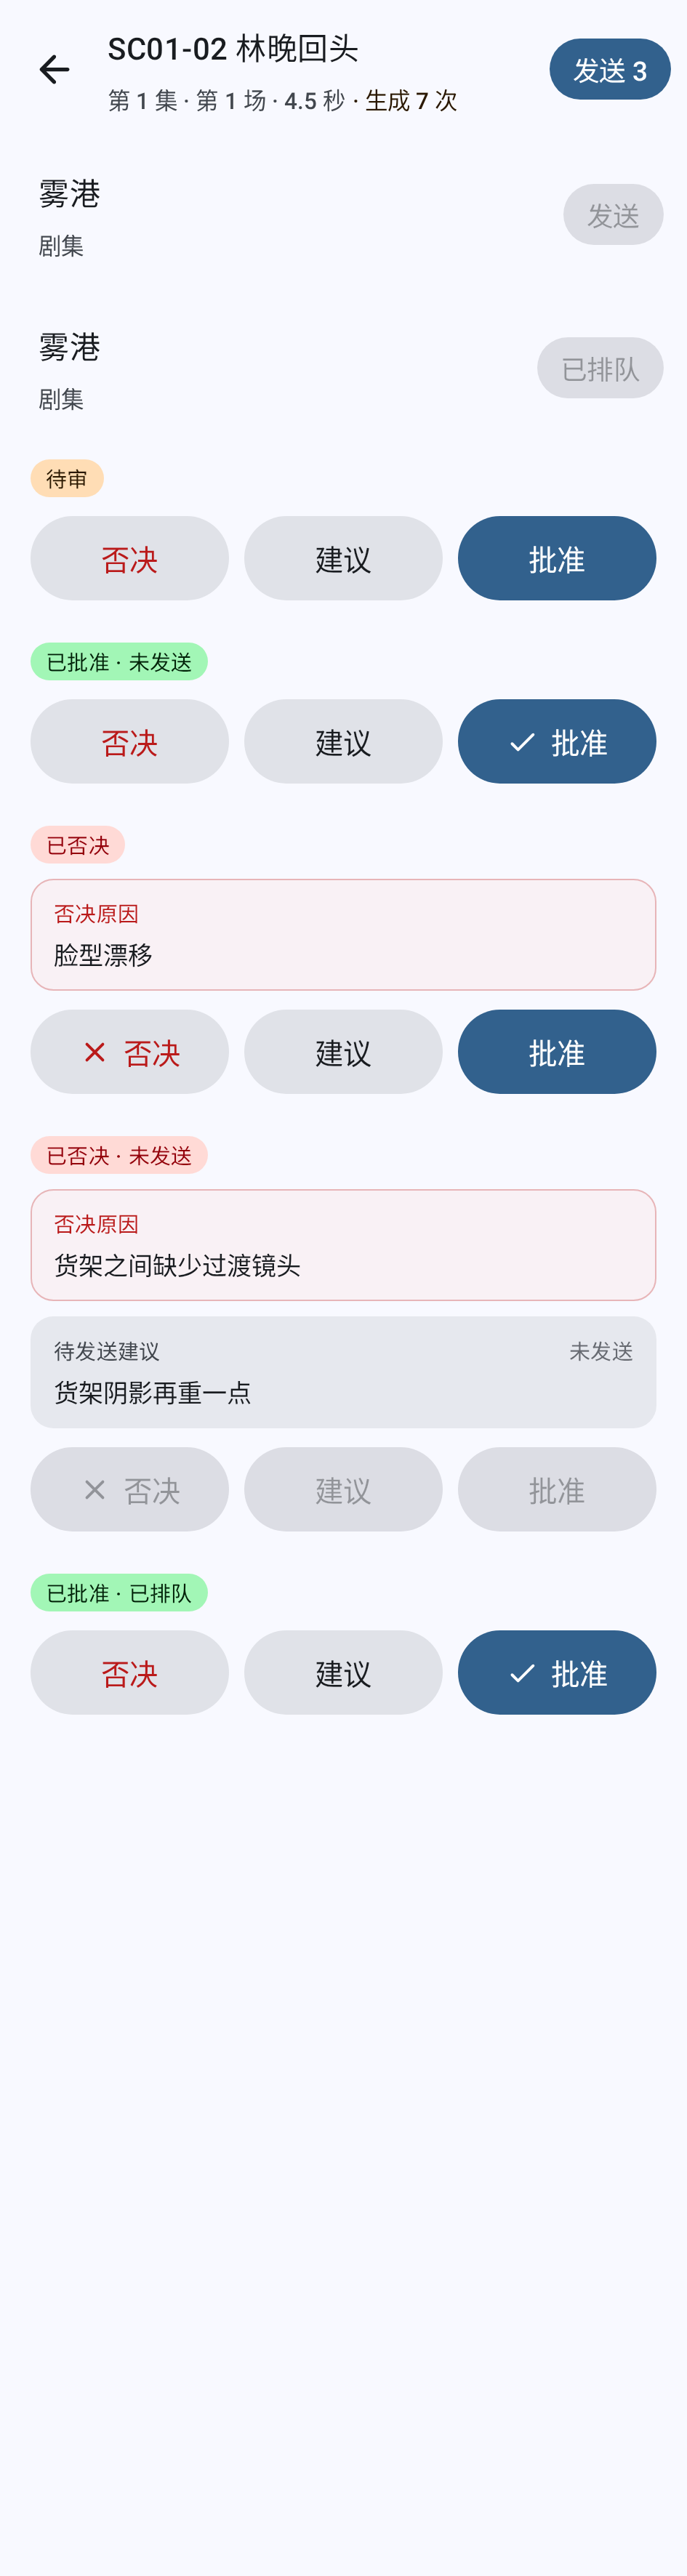 SC01-02 林晚回头
第 1 集 · 第 1 场 · 4.5 秒 · 生成 7 次
发送 3
雾港
剧集
发送
雾港
剧集
已排队
待审
否决
建议
批准
已批准 · 未发送
否决
建议
批准
已否决
否决原因
脸型漂移
否决
建议
批准
已否决 · 未发送
否决原因
货架之间缺少过渡镜头
待发送建议
未发送
货架阴影再重一点
否决
建议
批准
已批准 · 已排队
否决
建议
批准